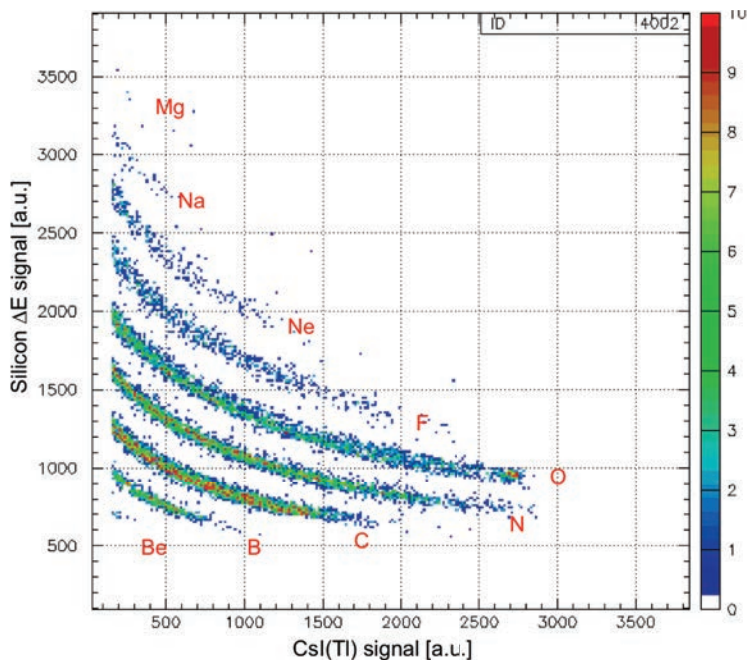 ID 4002
10
9
8
7
6
5
4
3
2
1
0
3500
3000
2500
2000
1500
1000
500
Silicon ΔE signal [a.u.]
Mg
Na
Ne
F
O
N
C
B
Be
500 1000 1500 2000 2500 3000 3500
CsI(Tl) signal [a.u.]